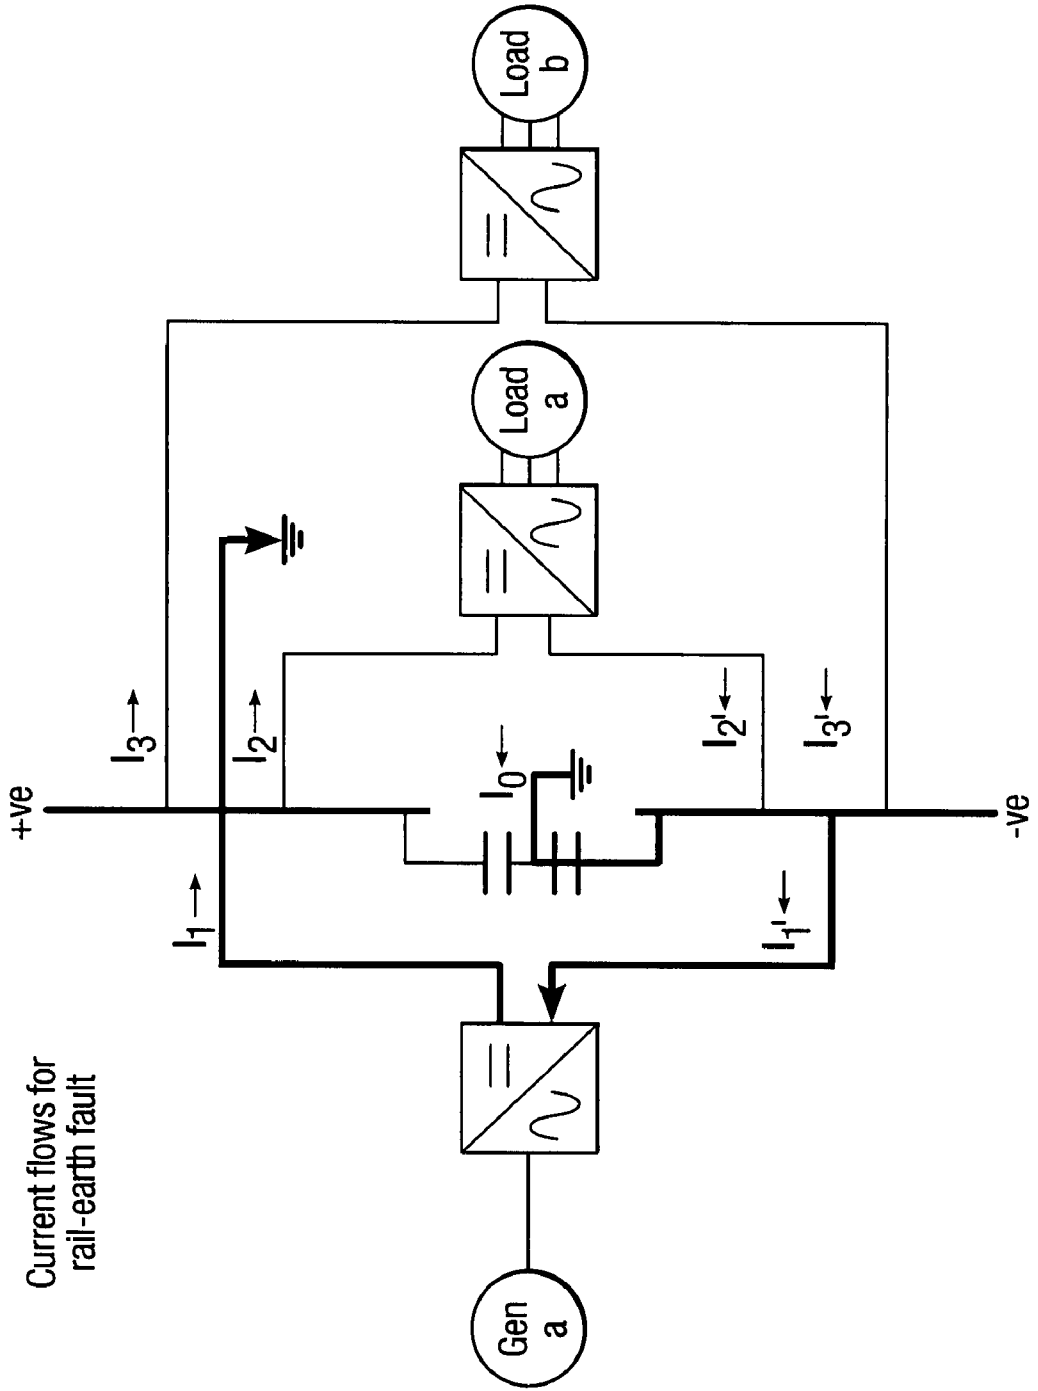 Current flows for
rail-earth fault
+ve
-ve
I1
I2
I3
I0
I1'
I2'
I3'
Gen
a
Load
a
Load
b